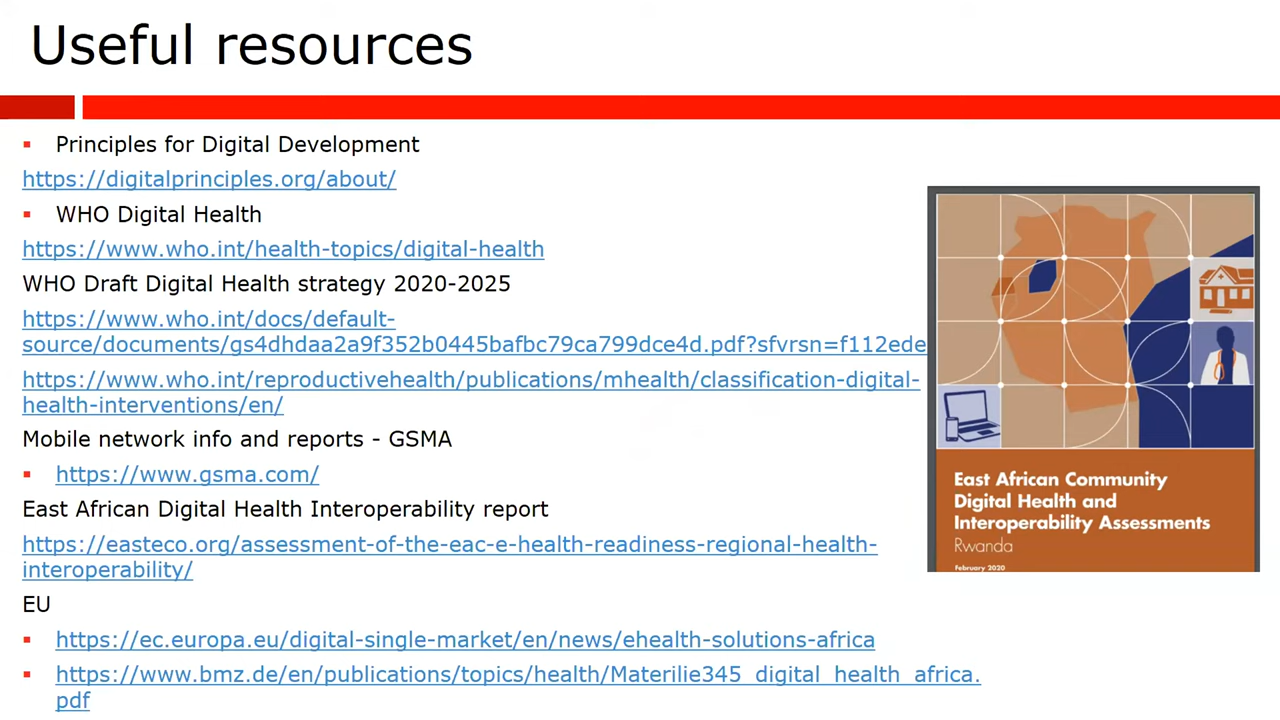 Useful resources
Principles for Digital Development
https://digitalprinciples.org/about/
WHO Digital Health
https://www.who.int/health-topics/digital-health
WHO Draft Digital Health strategy 2020-2025
https://www.who.int/docs/default-
source/documents/gs4dhdaa2a9f352b0445bafbc79ca799dce4d.pdf?sfvrsn=f112ede
https://www.who.int/reproductivehealth/publications/mhealth/classification-digital-
health-interventions/en/
Mobile network info and reports - GSMA
https://www.gsma.com/
East African Digital Health Interoperability report
https://easteco.org/assessment-of-the-eac-e-health-readiness-regional-health-
interoperability/
EU
https://ec.europa.eu/digital-single-market/en/news/ehealth-solutions-africa
https://www.bmz.de/en/publications/topics/health/Materilie345_digital_health_africa.
pdf
East African Community
Digital Health and
Interoperability Assessments
Rwanda
February 2020